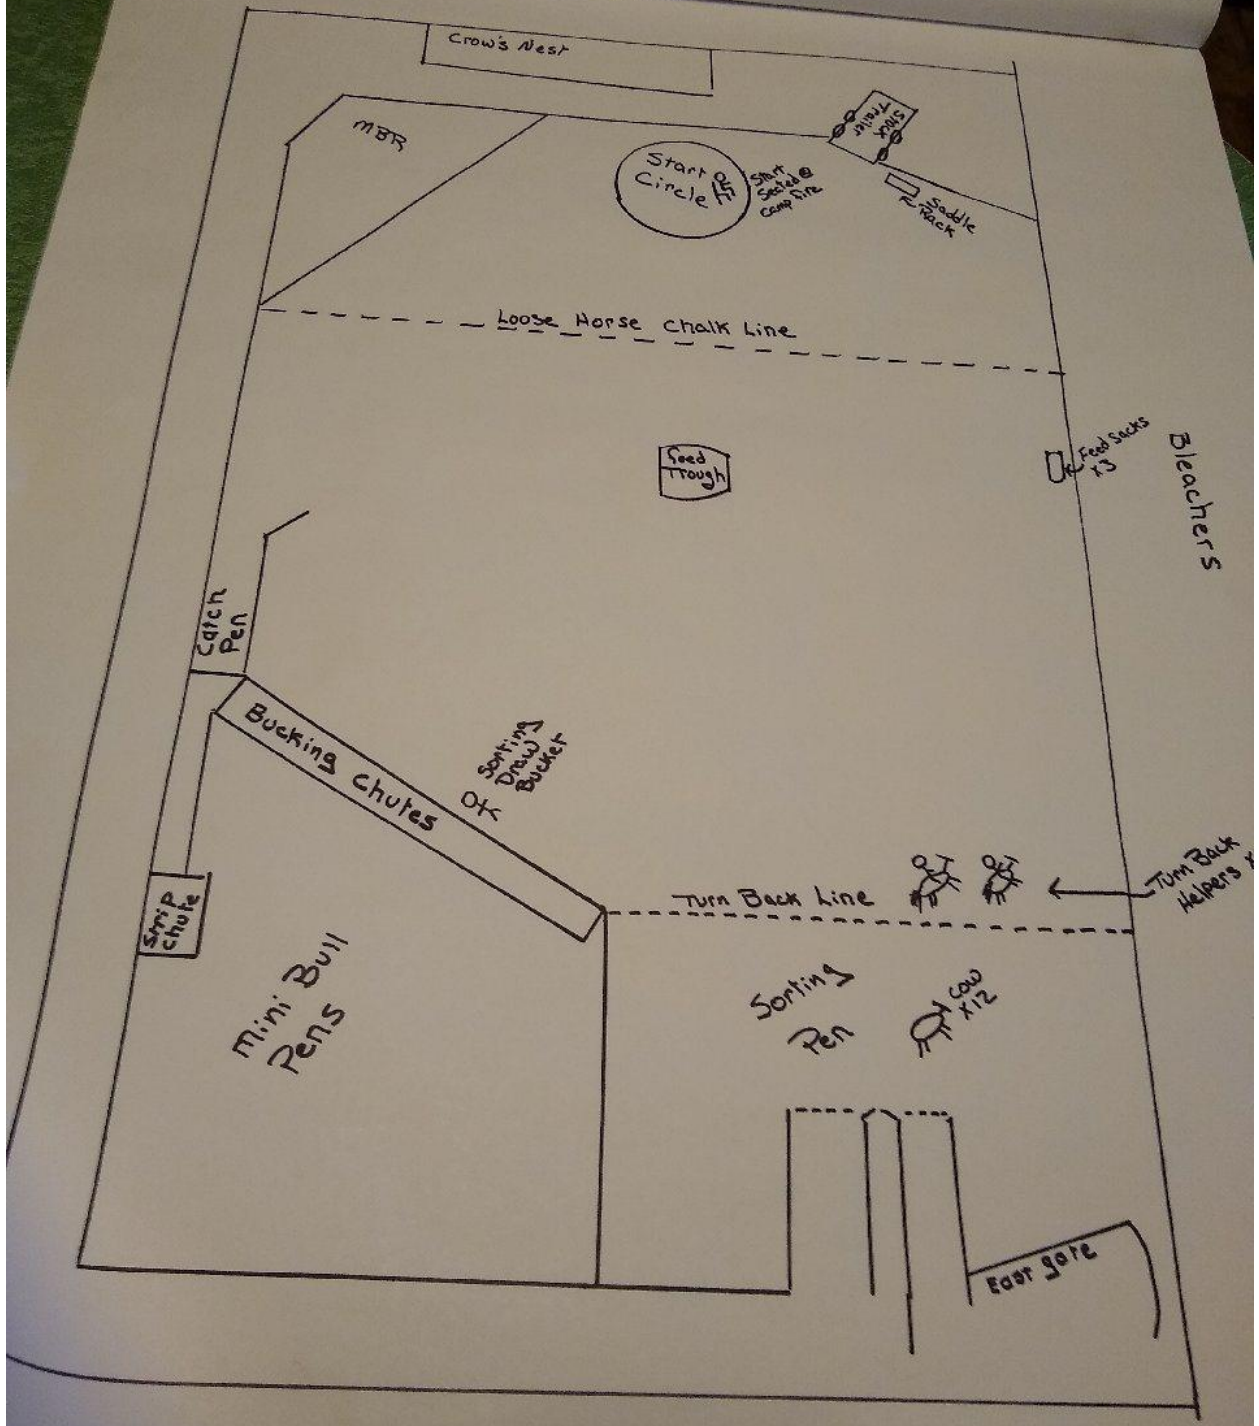 Crow's Nest
MBR
Stock
Trailer
Start
Circle
Start
Seated @
Camp fire
Saddle
Rack
Loose Horse Chalk Line
Feed
Trough
Feed Sacks
x3
Bleachers
Catch
Pen
Bucking Chutes
Sorting
Draw
Bucket
Strip
Chute
Mini Bull
Pens
Turn Back Line
Turn Back
Helpers x
Sorting
Pen
Cow
x12
East gate